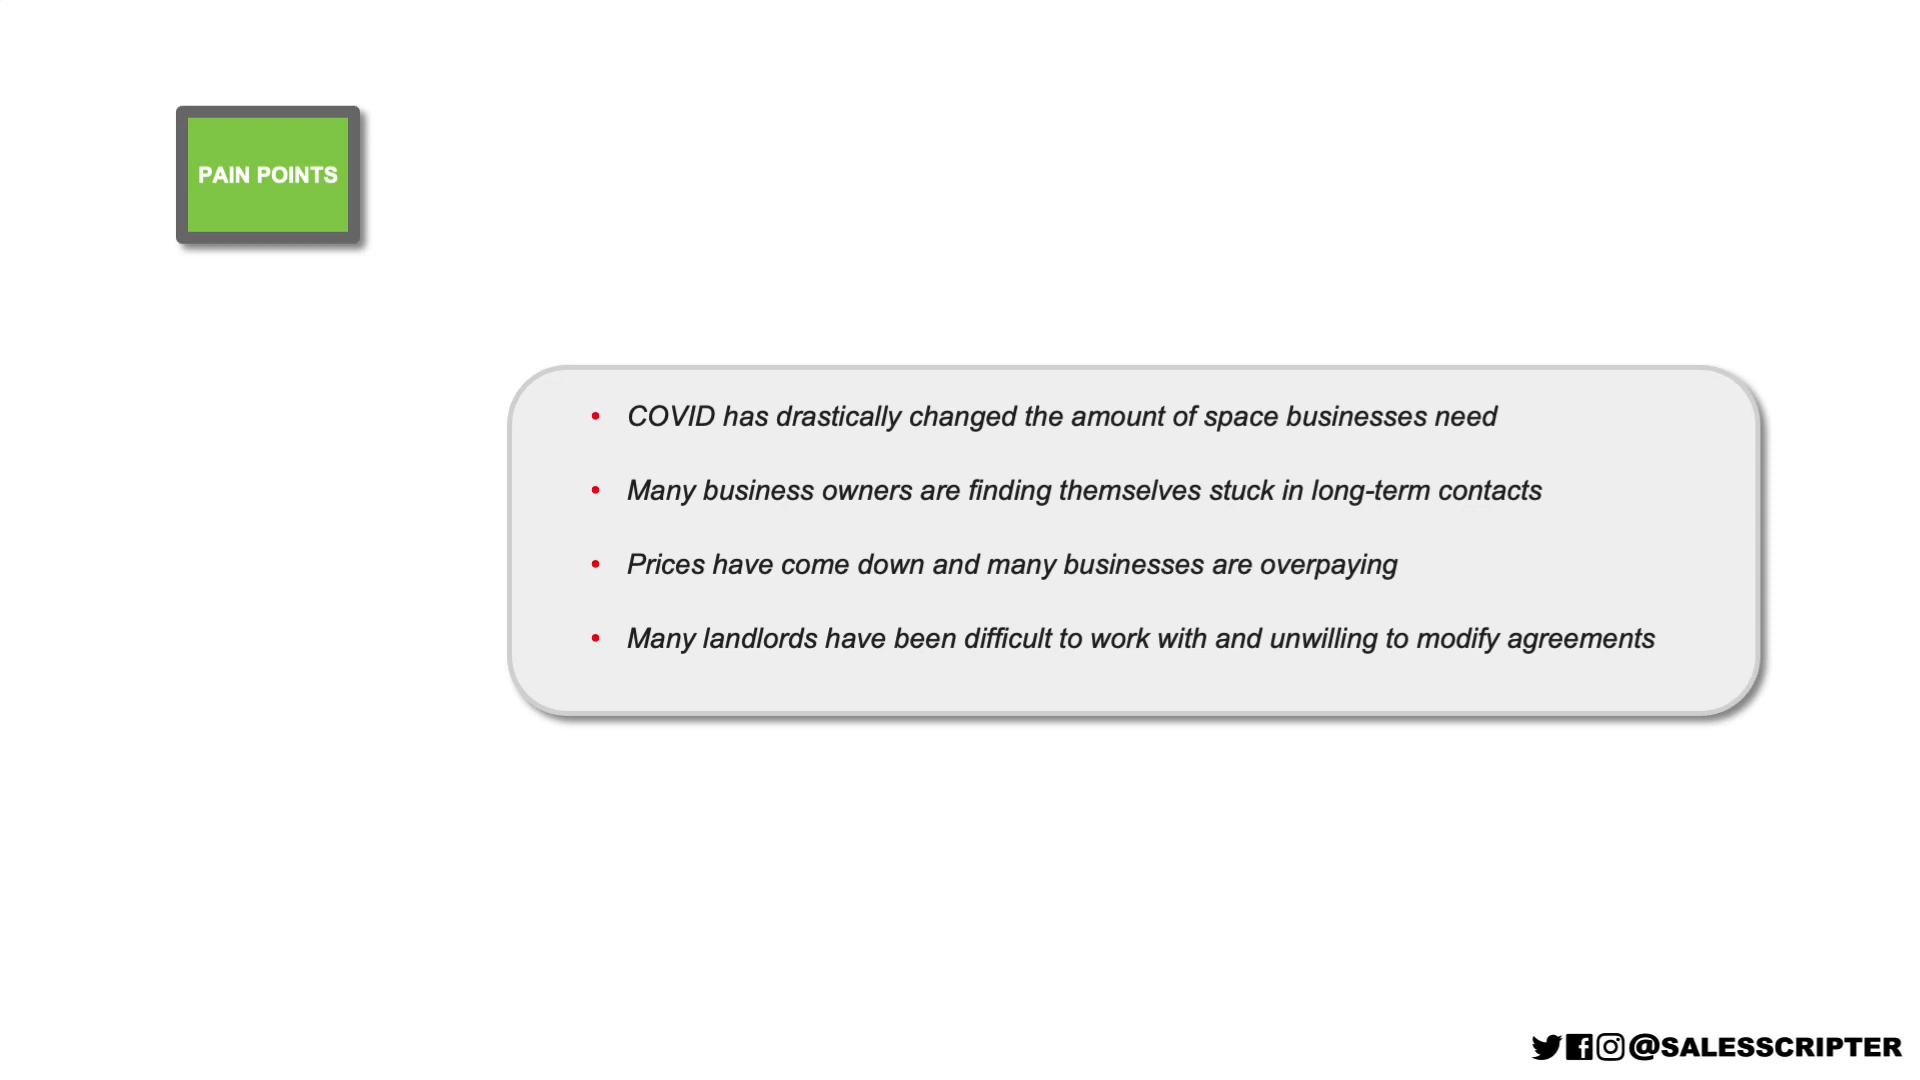 PAIN POINTS
• COVID has drastically changed the amount of space businesses need
• Many business owners are finding themselves stuck in long-term contacts
• Prices have come down and many businesses are overpaying
• Many landlords have been difficult to work with and unwilling to modify agreements
@SALESSCRIPTER